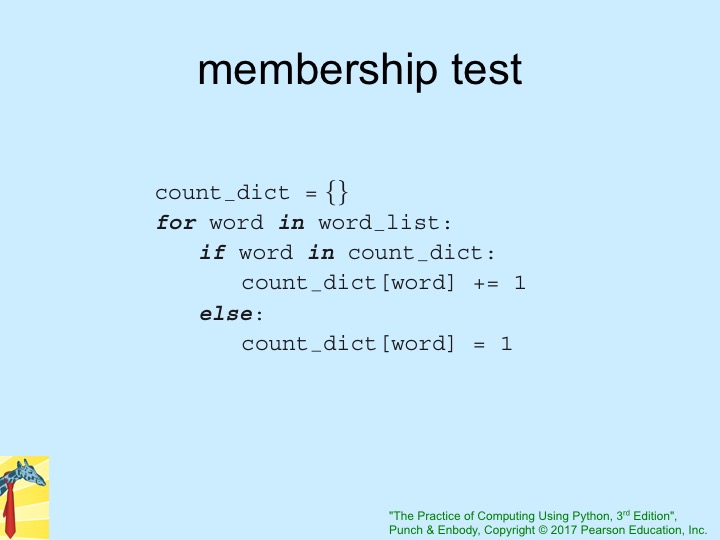 membership test
count_dict = {}
for word in word_list:
    if word in count_dict:
        count_dict[word] += 1
    else:
        count_dict[word] = 1
"The Practice of Computing Using Python, 3rd Edition",
Punch & Enbody, Copyright © 2017 Pearson Education, Inc.